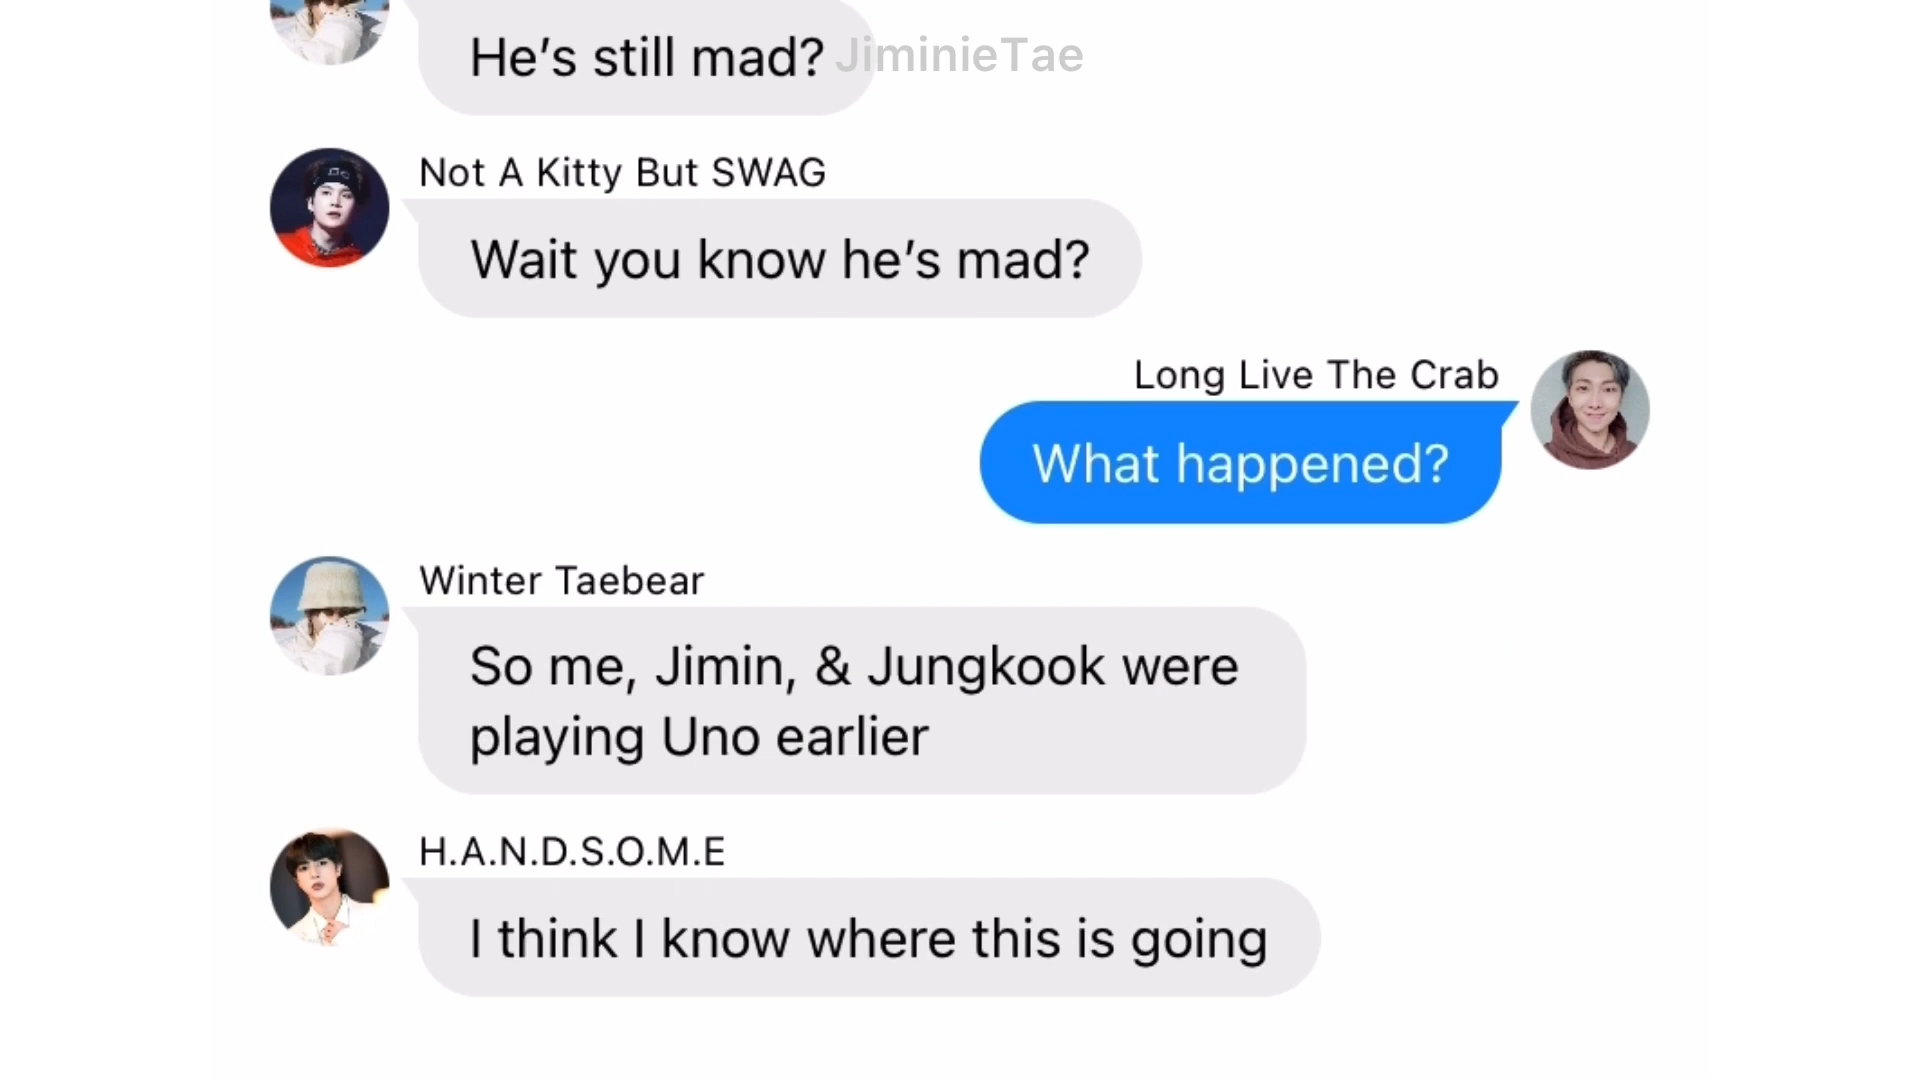 He’s still mad?
JiminieTae
Not A Kitty But SWAG
Wait you know he’s mad?
Long Live The Crab
What happened?
Winter Taebear
So me, Jimin, & Jungkook were
playing Uno earlier
H.A.N.D.S.O.M.E
I think I know where this is going